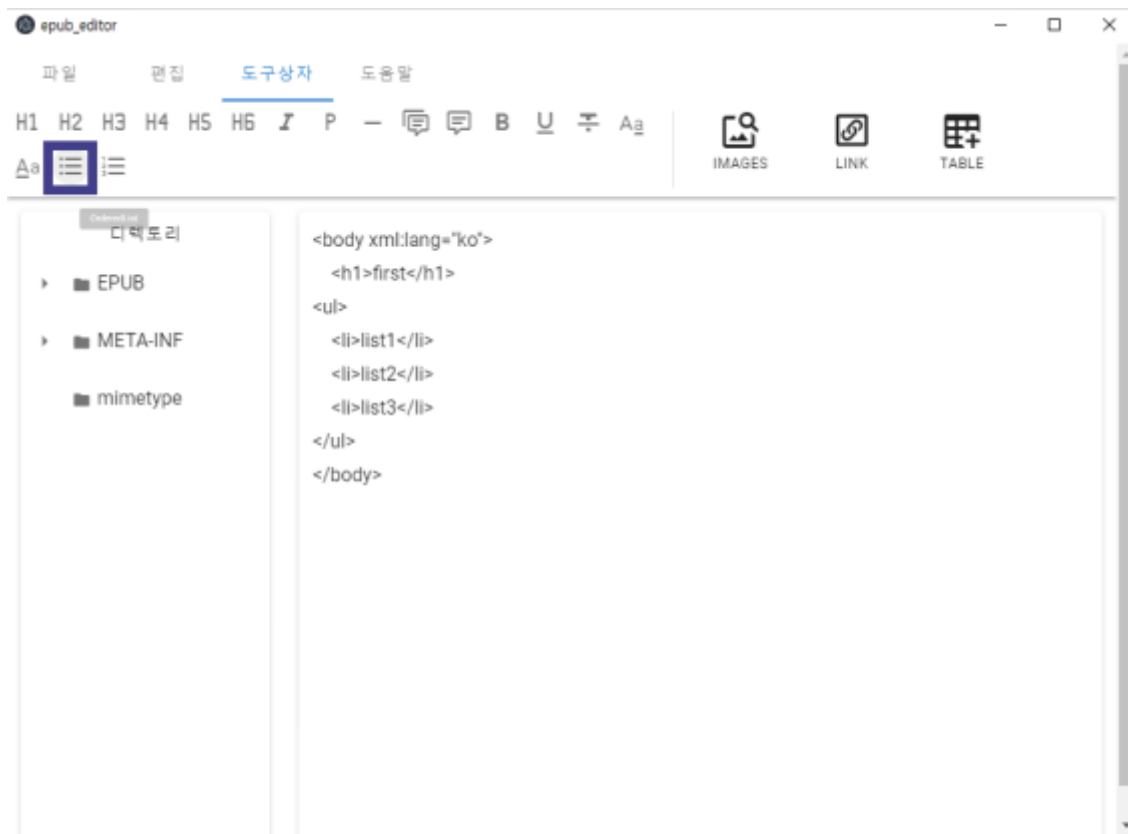 epub_editor
파일 편집 도구상자 도움말
H1 H2 H3 H4 H5 H6 I P B U T Aa
Aa
IMAGES LINK TABLE
디렉토리
EPUB
META-INF
mimetype
<body xml:lang="ko">
<h1>first</h1>
<ul>
<li>list1</li>
<li>list2</li>
<li>list3</li>
</ul>
</body>